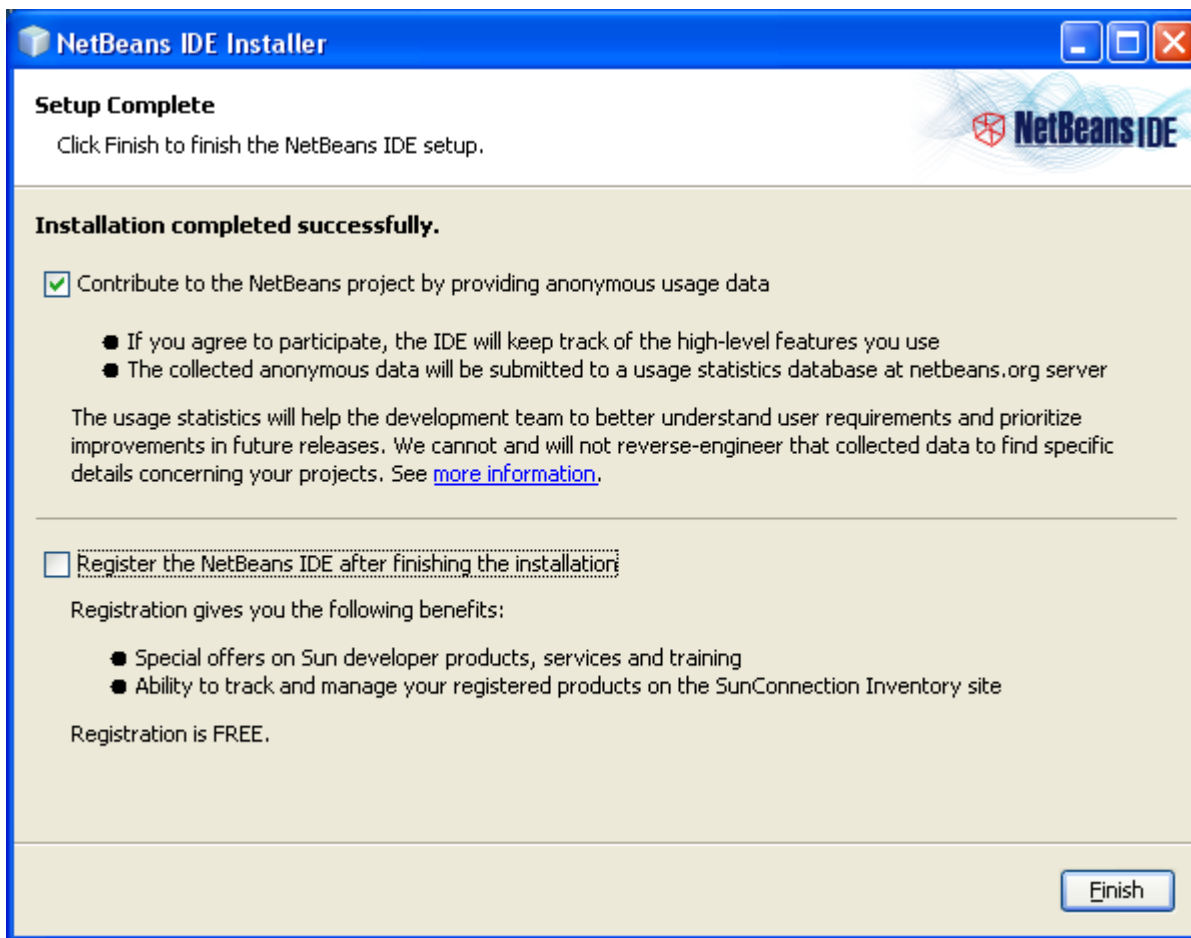 NetBeans IDE Installer
Setup Complete
Click Finish to finish the NetBeans IDE setup.
NetBeans IDE
Installation completed successfully.
Contribute to the NetBeans project by providing anonymous usage data
● If you agree to participate, the IDE will keep track of the high-level features you use
● The collected anonymous data will be submitted to a usage statistics database at netbeans.org server
The usage statistics will help the development team to better understand user requirements and prioritize
improvements in future releases. We cannot and will not reverse-engineer that collected data to find specific
details concerning your projects. See more information.
Register the NetBeans IDE after finishing the installation
Registration gives you the following benefits:
● Special offers on Sun developer products, services and training
● Ability to track and manage your registered products on the SunConnection Inventory site
Registration is FREE.
Finish